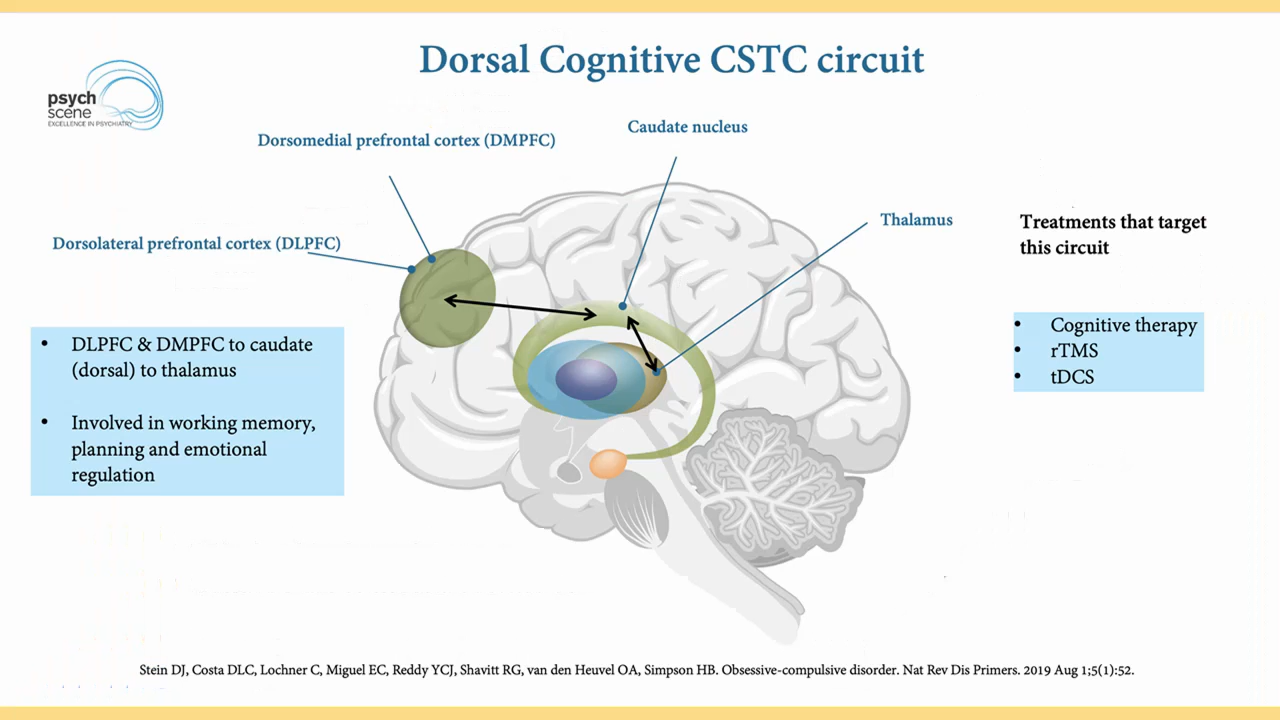 Dorsal Cognitive CSTC circuit
psych
scene
EXCELLENCE IN PSYCHIATRY
Dorsomedial prefrontal cortex (DMPFC)
Caudate nucleus
Thalamus
Dorsolateral prefrontal cortex (DLPFC)
Treatments that target
this circuit
• DLPFC & DMPFC to caudate
(dorsal) to thalamus
• Involved in working memory,
planning and emotional
regulation
• Cognitive therapy
• rTMS
• tDCS
Stein DJ, Costa DLC, Lochner C, Miguel EC, Reddy YCJ, Shavitt RG, van den Heuvel OA, Simpson HB. Obsessive-compulsive disorder. Nat Rev Dis Primers. 2019 Aug 1;5(1):52.